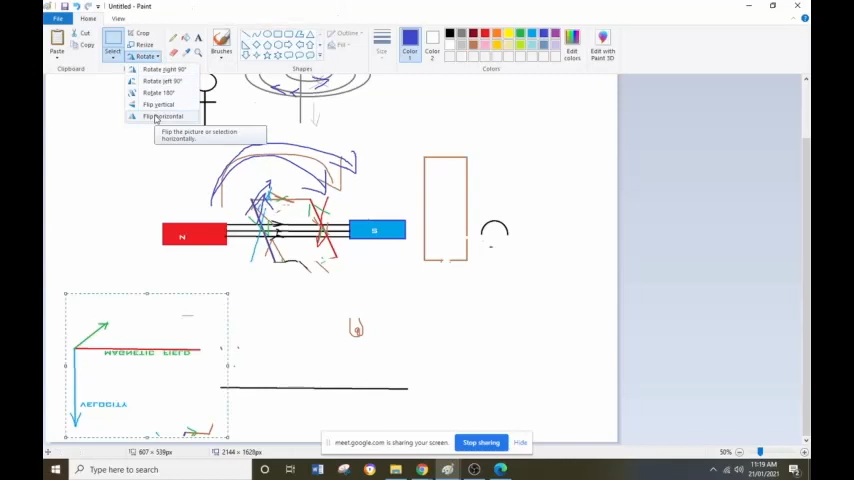 Untitled - Paint
File
Home
View
Paste
Cut
Copy
Clipboard
Select
Crop
Resize
Rotate
Brushes
Shapes
Outline
Fill
Size
Color 1
Color 2
Colors
Edit colors
Edit with Paint 3D
Rotate right 90°
Rotate left 90°
Rotate 180°
Flip vertical
Flip horizontal
Flip the picture or selection horizontally.
N
S
MAGNETIC FIELD
VELOCITY
meet.google.com is sharing your screen.
Stop sharing
Hide
607 × 539px
2144 × 1628px
50%
Type here to search
11:19 AM
21/01/2021